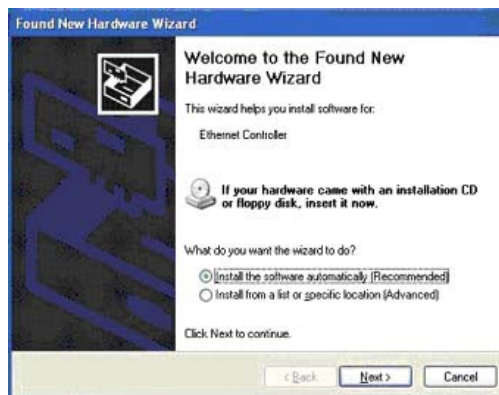 Found New Hardware Wizard
Welcome to the Found New
Hardware Wizard
This wizard helps you install software for:
Ethernet Controller
If your hardware came with an installation CD
or floppy disk, insert it now.
What do you want the wizard to do?
Install the software automatically (Recommended)
Install from a list or specific location (Advanced)
Click Next to continue.
< Back
Next >
Cancel